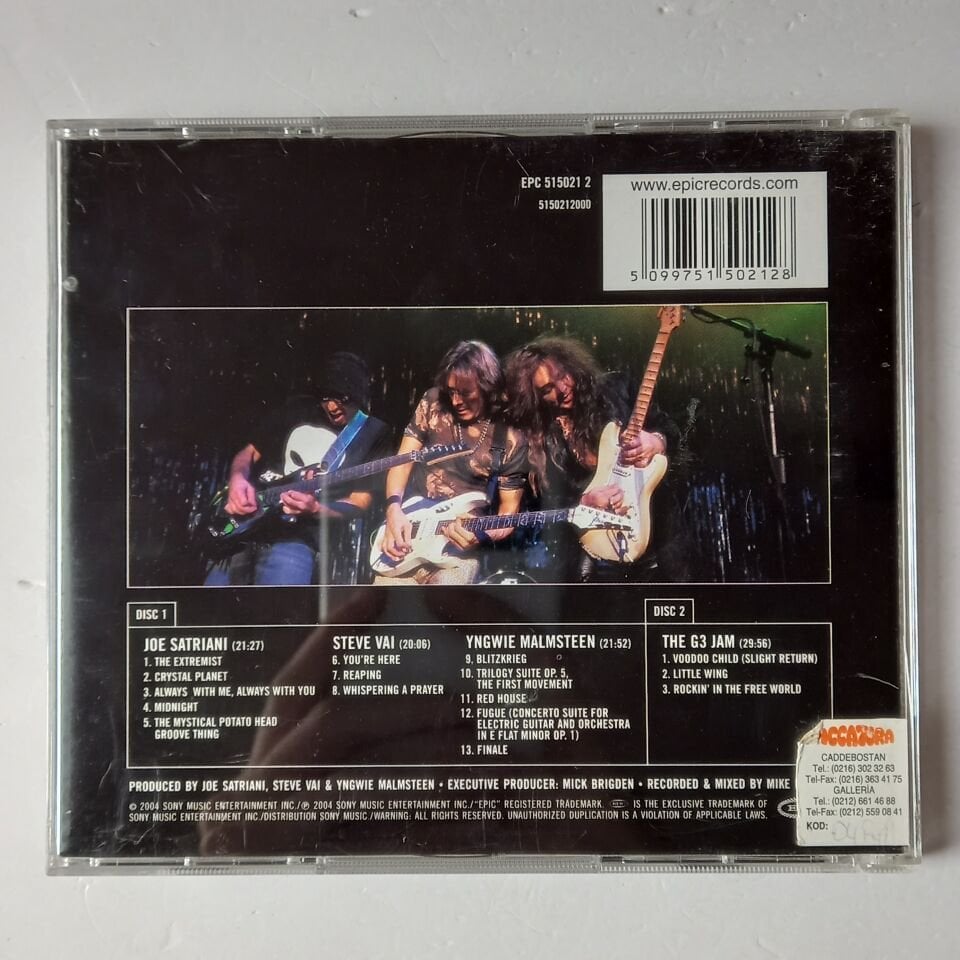 EPC 515021 2
515021200D
www.epicrecords.com
5 099751 502128
DISC 1
JOE SATRIANI (21:27)
1. THE EXTREMIST
2. CRYSTAL PLANET
3. ALWAYS WITH ME, ALWAYS WITH YOU
4. MIDNIGHT
5. THE MYSTICAL POTATO HEAD
GROOVE THING
STEVE VAI (20:06)
6. YOU'RE HERE
7. REAPING
8. WHISPERING A PRAYER
YNGWIE MALMSTEEN (21:52)
9. BLITZKRIEG
10. TRILOGY SUITE OP. 5,
THE FIRST MOVEMENT
11. RED HOUSE
12. FUGUE (CONCERTO SUITE FOR
ELECTRIC GUITAR AND ORCHESTRA
IN E FLAT MINOR OP. 1)
13. FINALE
DISC 2
THE G3 JAM (29:56)
1. VOODOO CHILD (SLIGHT RETURN)
2. LITTLE WING
3. ROCKIN' IN THE FREE WORLD
PRODUCED BY JOE SATRIANI, STEVE VAI & YNGWIE MALMSTEEN • EXECUTIVE PRODUCER: MICK BRIGDEN • RECORDED & MIXED BY MIKE
© 2004 SONY MUSIC ENTERTAINMENT INC./℗ 2004 SONY MUSIC ENTERTAINMENT INC./"EPIC" REGISTERED TRADEMARK. IS THE EXCLUSIVE TRADEMARK OF
SONY MUSIC ENTERTAINMENT INC./DISTRIBUTION SONY MUSIC/WARNING: ALL RIGHTS RESERVED. UNAUTHORIZED DUPLICATION IS A VIOLATION OF APPLICABLE LAWS.
CADDEBOSTAN
Tel.: (0216) 302 32 63
Tel-Fax: (0216) 363 41 75
GALLERİA
Tel.: (0212) 661 46 88
Tel-Fax: (0212) 559 08 41
KOD: